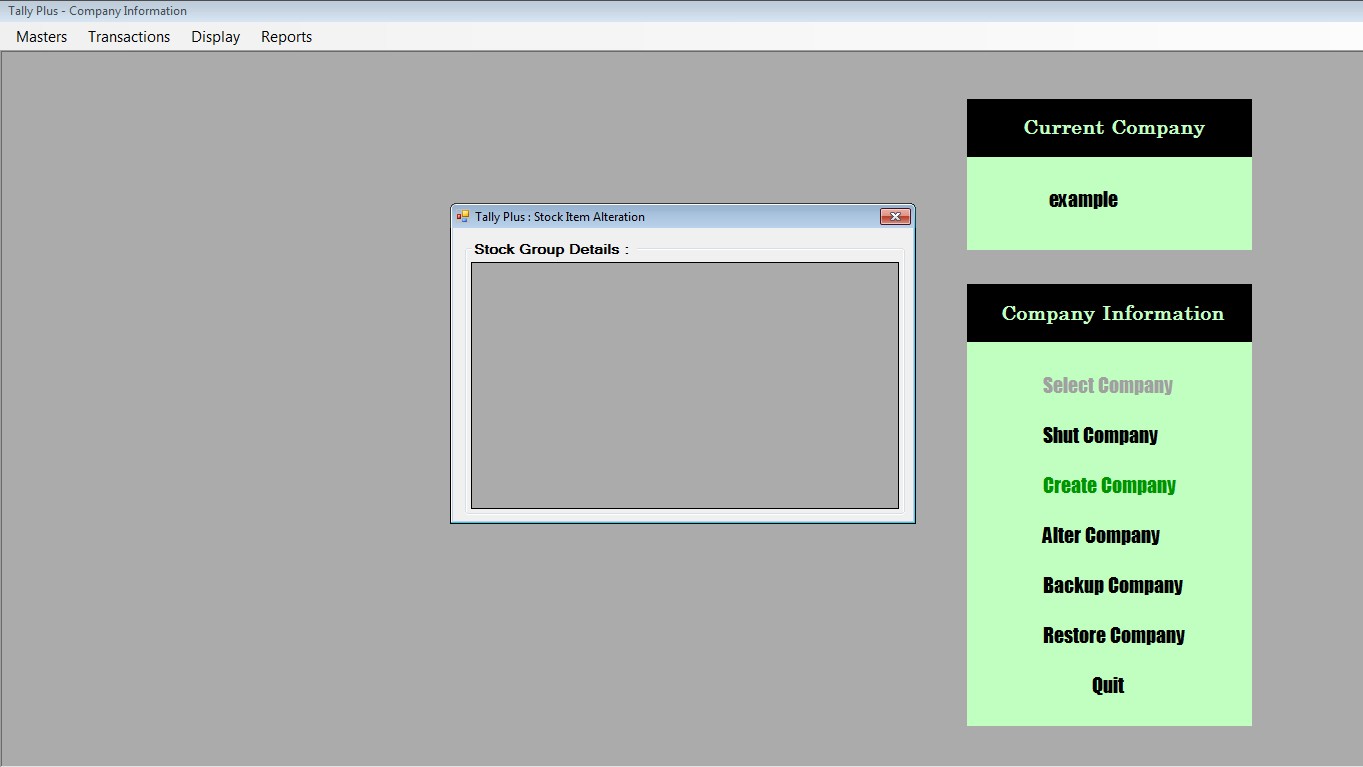 Tally Plus - Company Information
Masters Transactions Display Reports
Current Company
example
Tally Plus : Stock Item Alteration
Stock Group Details :
Company Information
Select Company
Shut Company
Create Company
Alter Company
Backup Company
Restore Company
Quit